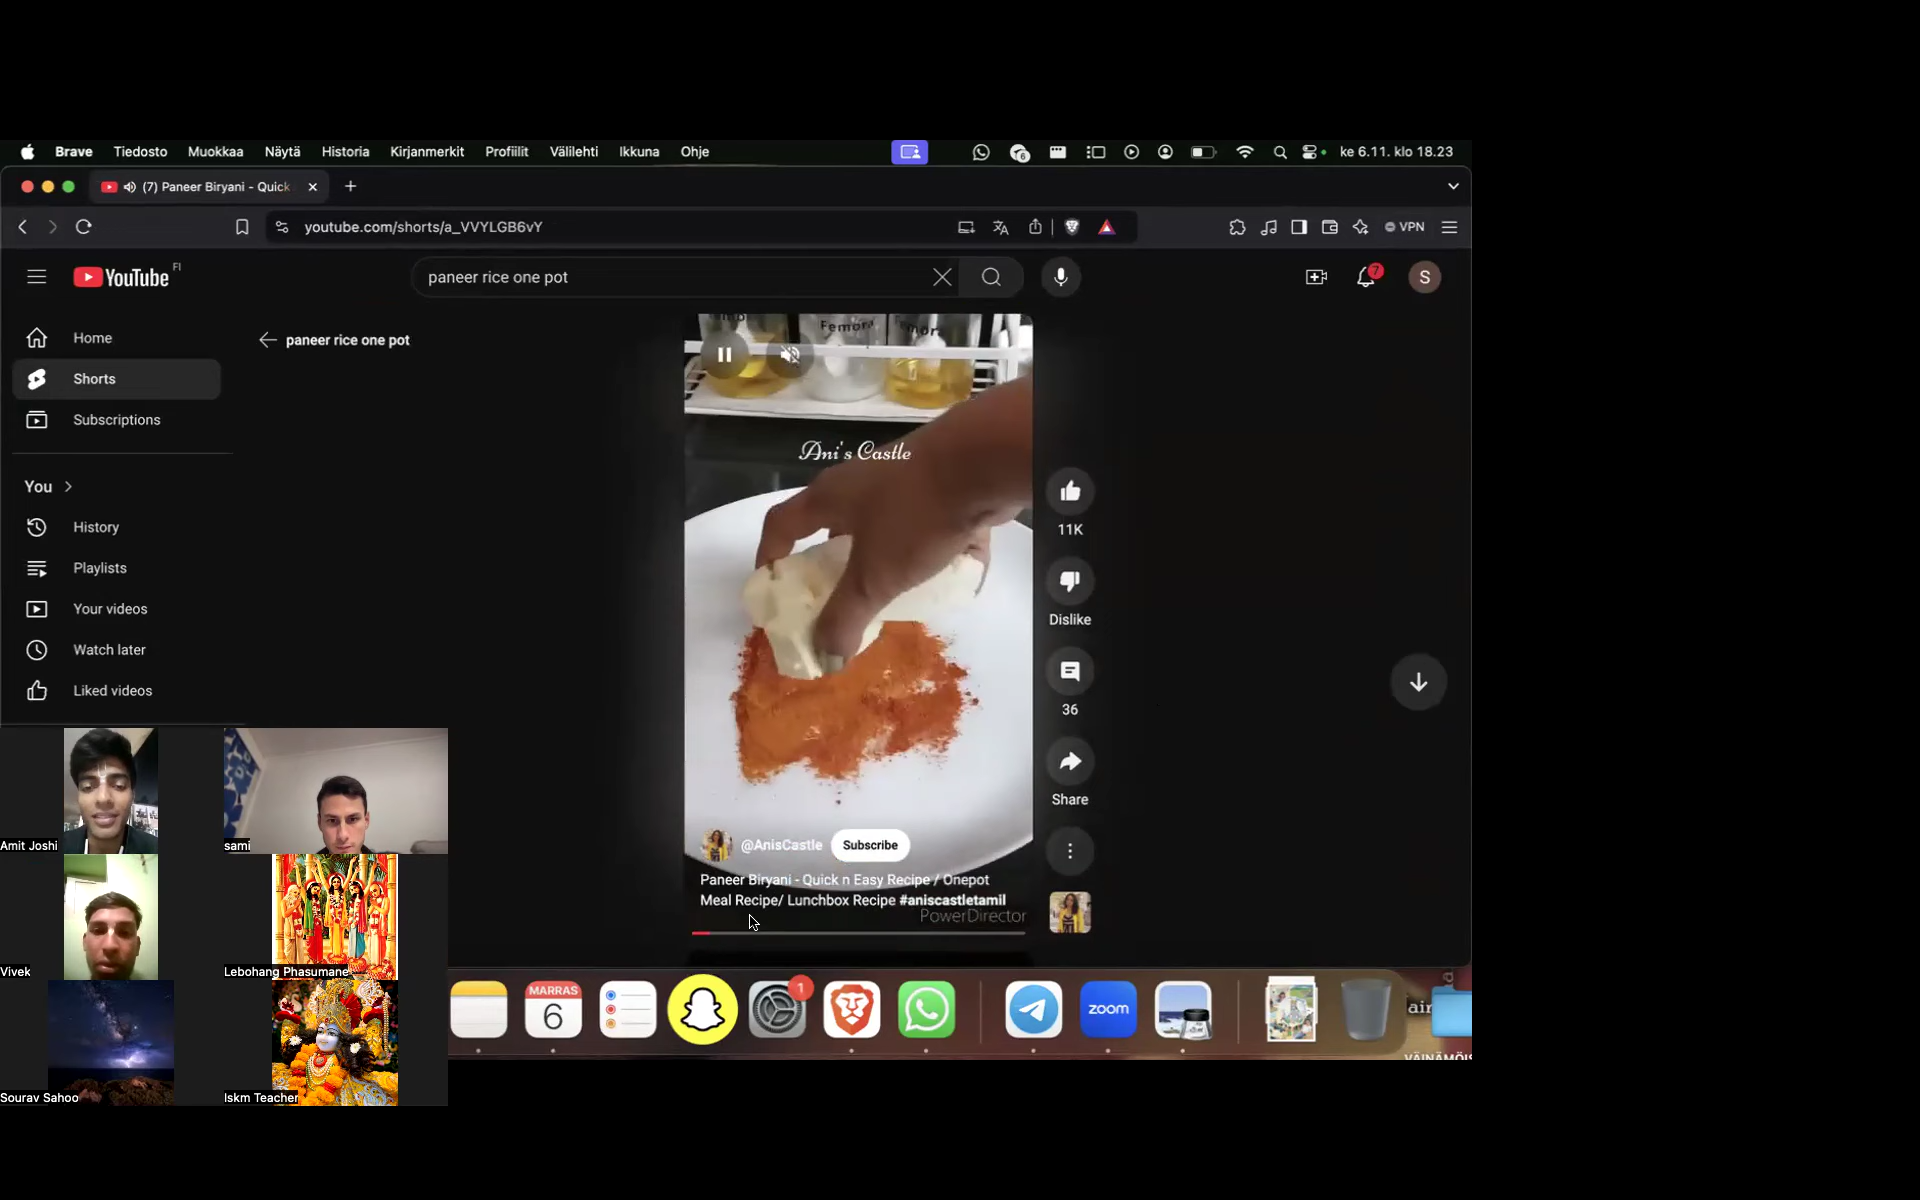 Brave Tiedosto Muokkaa Näytä Historia Kirjanmerkit Profiilit Välilehti Ikkuna Ohje
6
ke 6.11. klo 18.23
(7) Paneer Biryani - Quick
youtube.com/shorts/a_VVYLGB6vY
VPN
YouTube FI
paneer rice one pot
7
S
Home
Shorts
Subscriptions
You
History
Playlists
Your videos
Watch later
Liked videos
paneer rice one pot
Femora
Ani's Castle
11K
Dislike
36
Share
@AnisCastle
Subscribe
Paneer Biryani - Quick n Easy Recipe / Onepot
Meal Recipe/ Lunchbox Recipe #aniscastletamil
PowerDirector
Amit Joshi
sami
Vivek
Lebohang Phasumane
Sourav Sahoo
Iskm Teacher
MARRAS
6
1
zoom